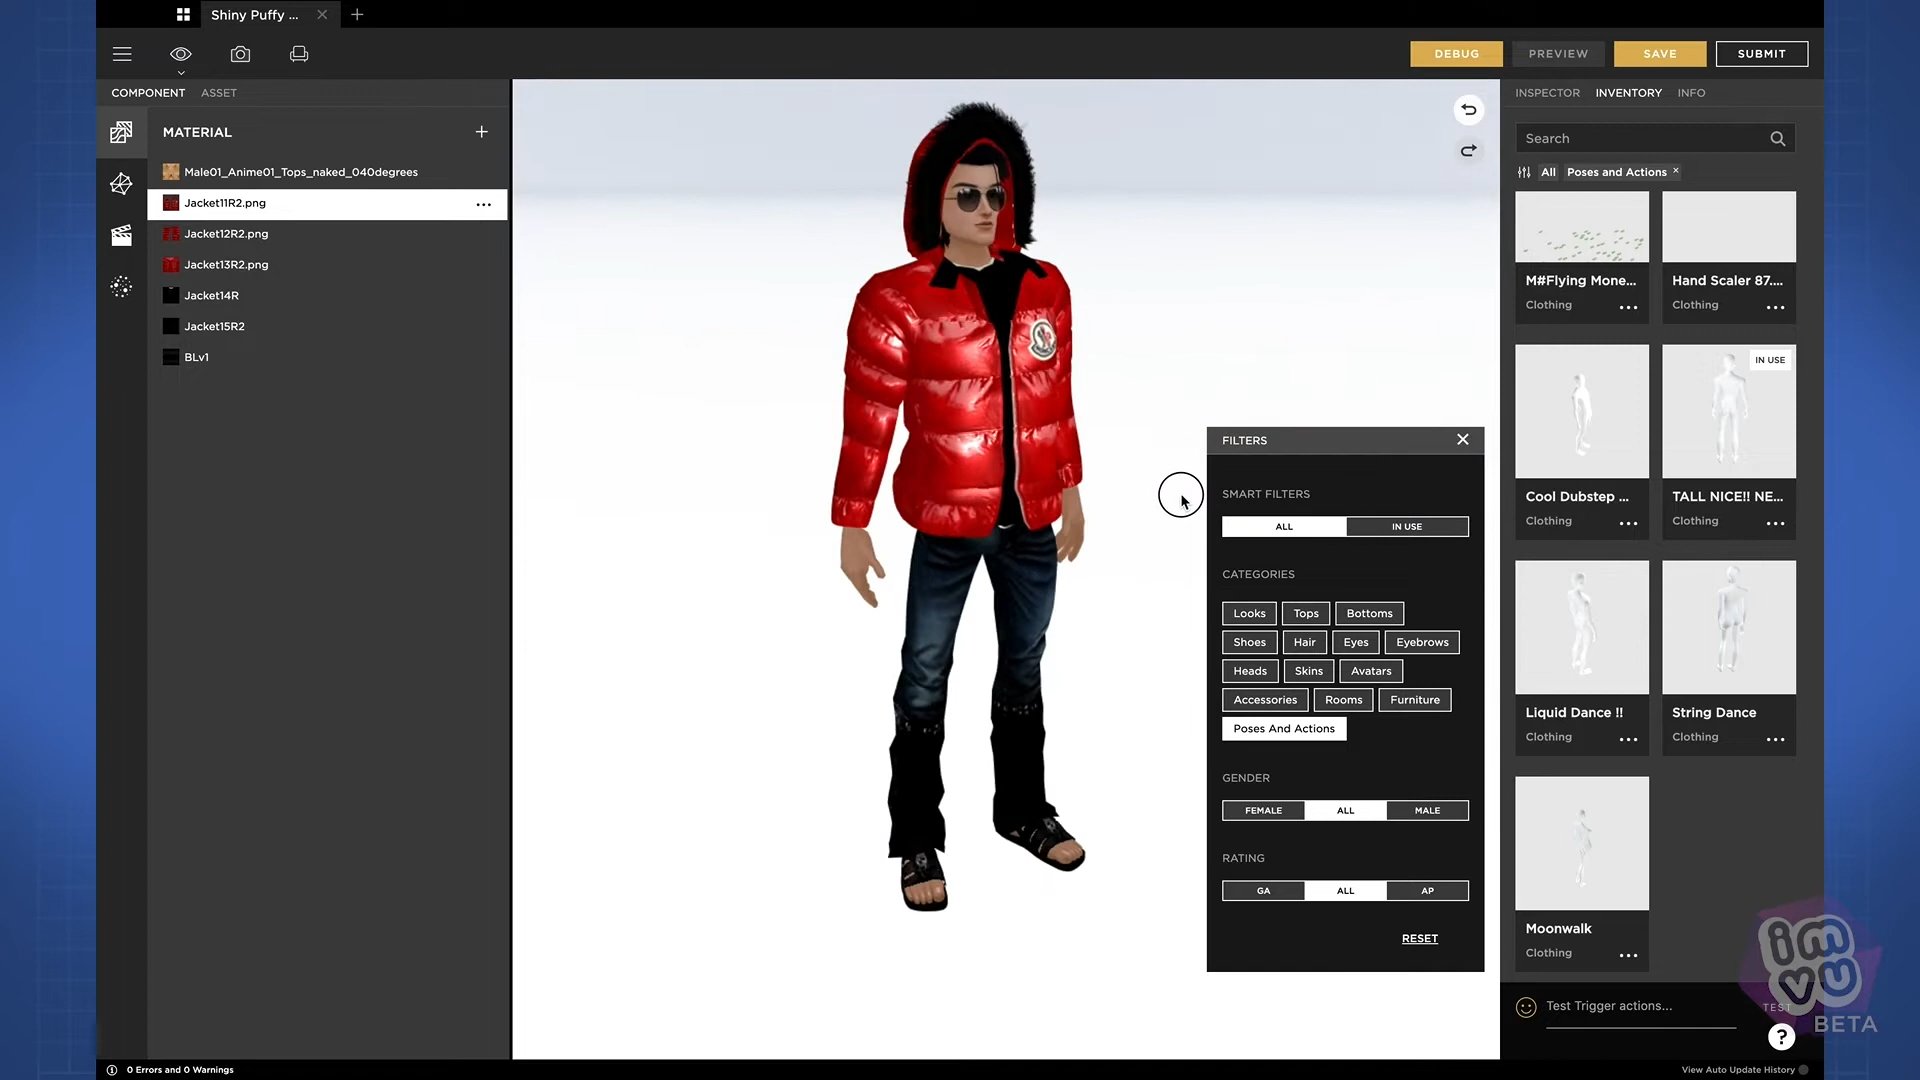 Shiny Puffy ...
DEBUG
PREVIEW
SAVE
SUBMIT
COMPONENT
ASSET
MATERIAL
Male01_Anime01_Tops_naked_040degrees
Jacket11R2.png
Jacket12R2.png
Jacket13R2.png
Jacket14R
Jacket15R2
BLv1
FILTERS
SMART FILTERS
ALL
IN USE
CATEGORIES
Looks
Tops
Bottoms
Shoes
Hair
Eyes
Eyebrows
Heads
Skins
Avatars
Accessories
Rooms
Furniture
Poses And Actions
GENDER
FEMALE
ALL
MALE
RATING
GA
ALL
AP
RESET
INSPECTOR
INVENTORY
INFO
Search
All
Poses and Actions
M#Flying Mone...
Clothing
Hand Scaler 87....
Clothing
Cool Dubstep ...
Clothing
IN USE
TALL NICE!! NE...
Clothing
Liquid Dance !!
Clothing
String Dance
Clothing
Moonwalk
Clothing
Test Trigger actions...
TEST
imvu
BETA
?
0 Errors and 0 Warnings
View Auto Update History